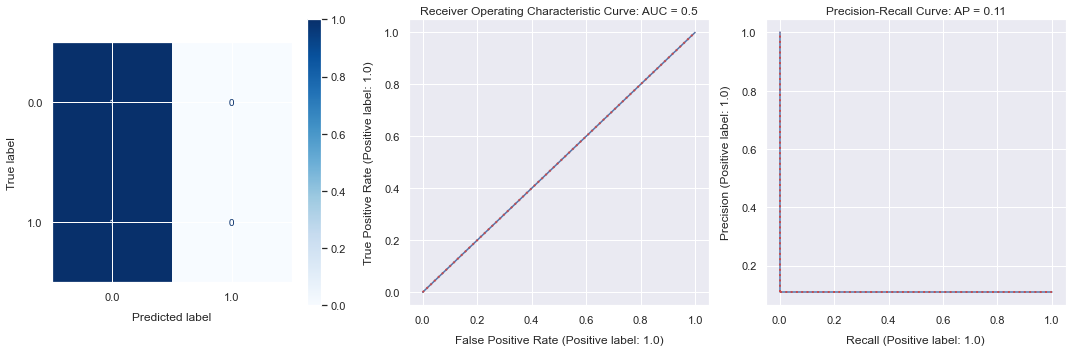 0.0
1.0
True label
0
0
0.0
1.0
Predicted label
1.0
0.8
0.6
0.4
0.2
0.0
Receiver Operating Characteristic Curve: AUC = 0.5
1.0
0.8
0.6
0.4
0.2
0.0
True Positive Rate (Positive label: 1.0)
0.0 0.2 0.4 0.6 0.8 1.0
False Positive Rate (Positive label: 1.0)
Precision-Recall Curve: AP = 0.11
1.0
0.8
0.6
0.4
0.2
Precision (Positive label: 1.0)
0.0 0.2 0.4 0.6 0.8 1.0
Recall (Positive label: 1.0)